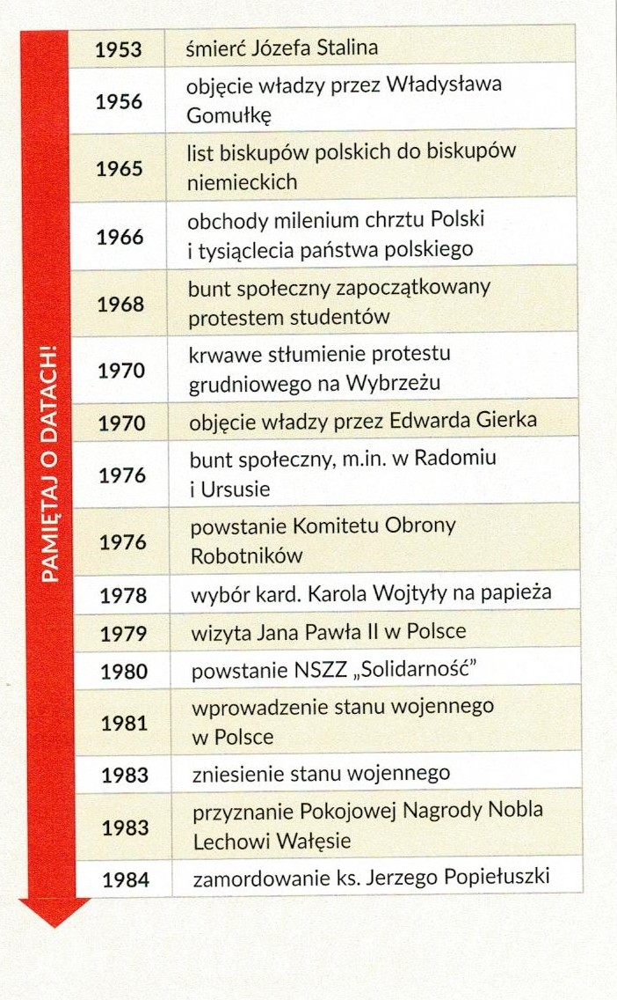 PAMIĘTAJ O DATACH!
1953 śmierć Józefa Stalina
1956 objęcie władzy przez Władysława
Gomułkę
1965 list biskupów polskich do biskupów
niemieckich
1966 obchody milenium chrztu Polski
i tysiąclecia państwa polskiego
1968 bunt społeczny zapoczątkowany
protestem studentów
1970 krwawe stłumienie protestu
grudniowego na Wybrzeżu
1970 objęcie władzy przez Edwarda Gierka
1976 bunt społeczny, m.in. w Radomiu
i Ursusie
1976 powstanie Komitetu Obrony
Robotników
1978 wybór kard. Karola Wojtyły na papieża
1979 wizyta Jana Pawła II w Polsce
1980 powstanie NSZZ „Solidarność”
1981 wprowadzenie stanu wojennego
w Polsce
1983 zniesienie stanu wojennego
1983 przyznanie Pokojowej Nagrody Nobla
Lechowi Wałęsie
1984 zamordowanie ks. Jerzego Popiełuszki